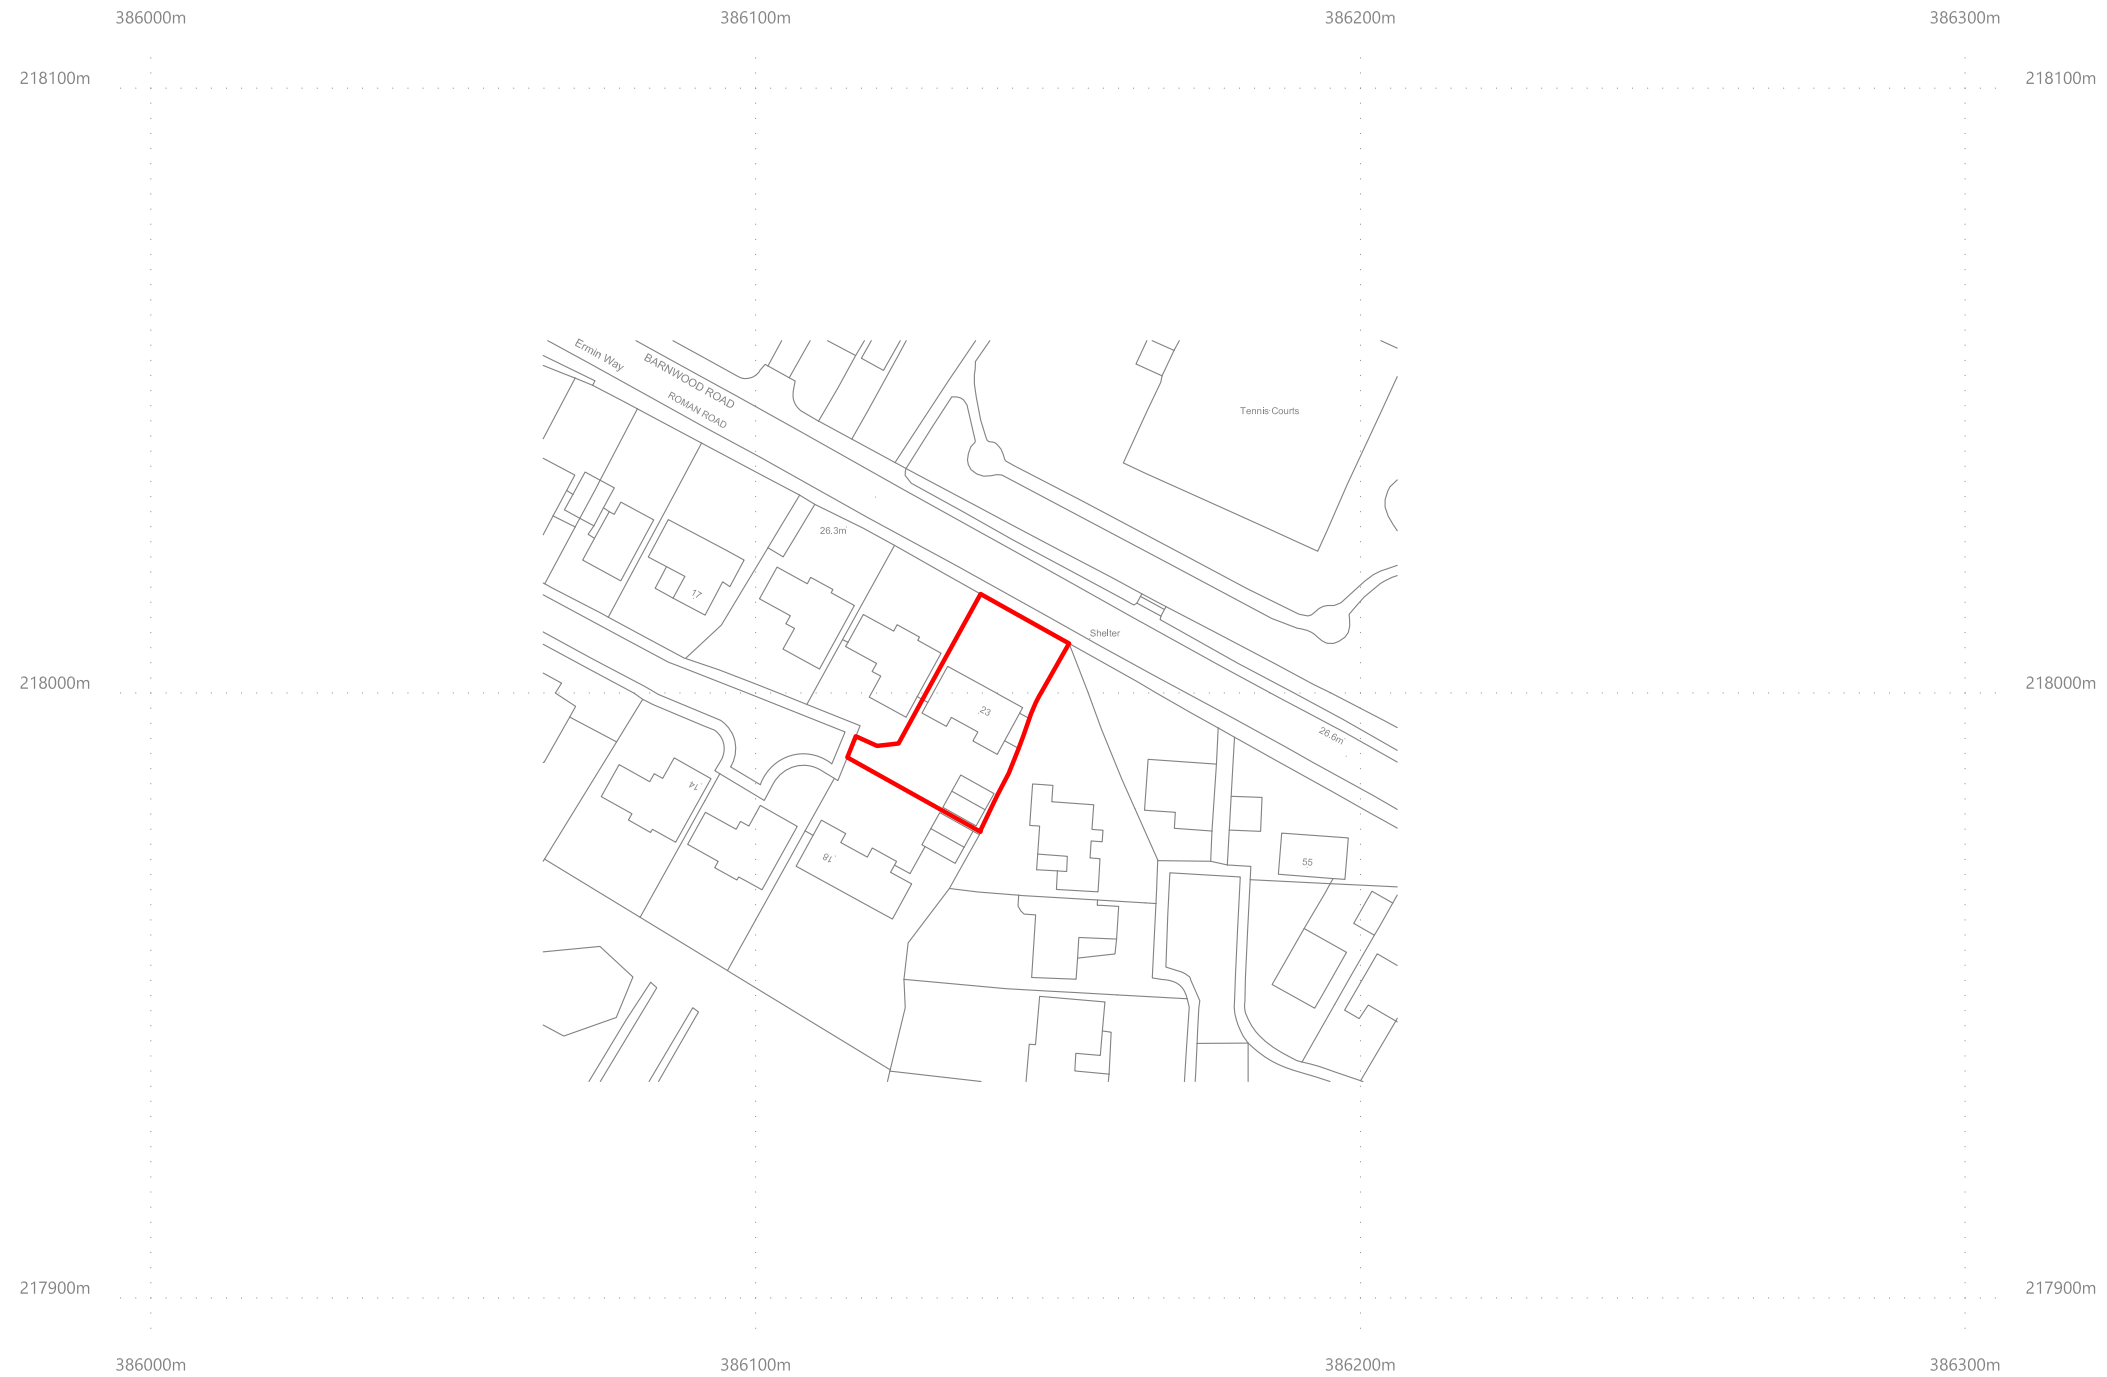 386000m 386100m 386200m 386300m
218100m 218100m
Ermin Way
BARNWOOD ROAD
ROMAN ROAD
Tennis Courts
26.3m
17
Shelter
218000m 218000m
23
26.6m
14
18
55
217900m 217900m
386000m 386100m 386200m 386300m